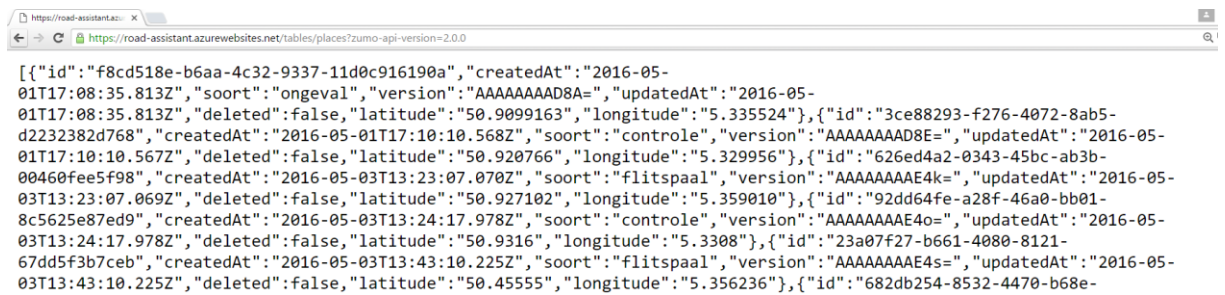 https://road-assistant.azu
https://road-assistant.azurewebsites.net/tables/places?zumo-api-version=2.0.0
[{"id":"f8cd518e-b6aa-4c32-9337-11d0c916190a","createdAt":"2016-05-
01T17:08:35.813Z","soort":"ongeval","version":"AAAAAAAAD8A=","updatedAt":"2016-05-
01T17:08:35.813Z","deleted":false,"latitude":"50.9099163","longitude":"5.335524"},{"id":"3ce88293-f276-4072-8ab5-
d2232382d768","createdAt":"2016-05-01T17:10:10.568Z","soort":"controle","version":"AAAAAAAAD8E=","updatedAt":"2016-05-
01T17:10:10.567Z","deleted":false,"latitude":"50.920766","longitude":"5.329956"},{"id":"626ed4a2-0343-45bc-ab3b-
00460fee5f98","createdAt":"2016-05-03T13:23:07.070Z","soort":"flitspaal","version":"AAAAAAAAE4k=","updatedAt":"2016-05-
03T13:23:07.069Z","deleted":false,"latitude":"50.927102","longitude":"5.359010"},{"id":"92dd64fe-a28f-46a0-bb01-
8c5625e87ed9","createdAt":"2016-05-03T13:24:17.978Z","soort":"controle","version":"AAAAAAAAE4o=","updatedAt":"2016-05-
03T13:24:17.978Z","deleted":false,"latitude":"50.9316","longitude":"5.3308"},{"id":"23a07f27-b661-4080-8121-
67dd5f3b7ceb","createdAt":"2016-05-03T13:43:10.225Z","soort":"flitspaal","version":"AAAAAAAAE4s=","updatedAt":"2016-05-
03T13:43:10.225Z","deleted":false,"latitude":"50.45555","longitude":"5.356236"},{"id":"682db254-8532-4470-b68e-